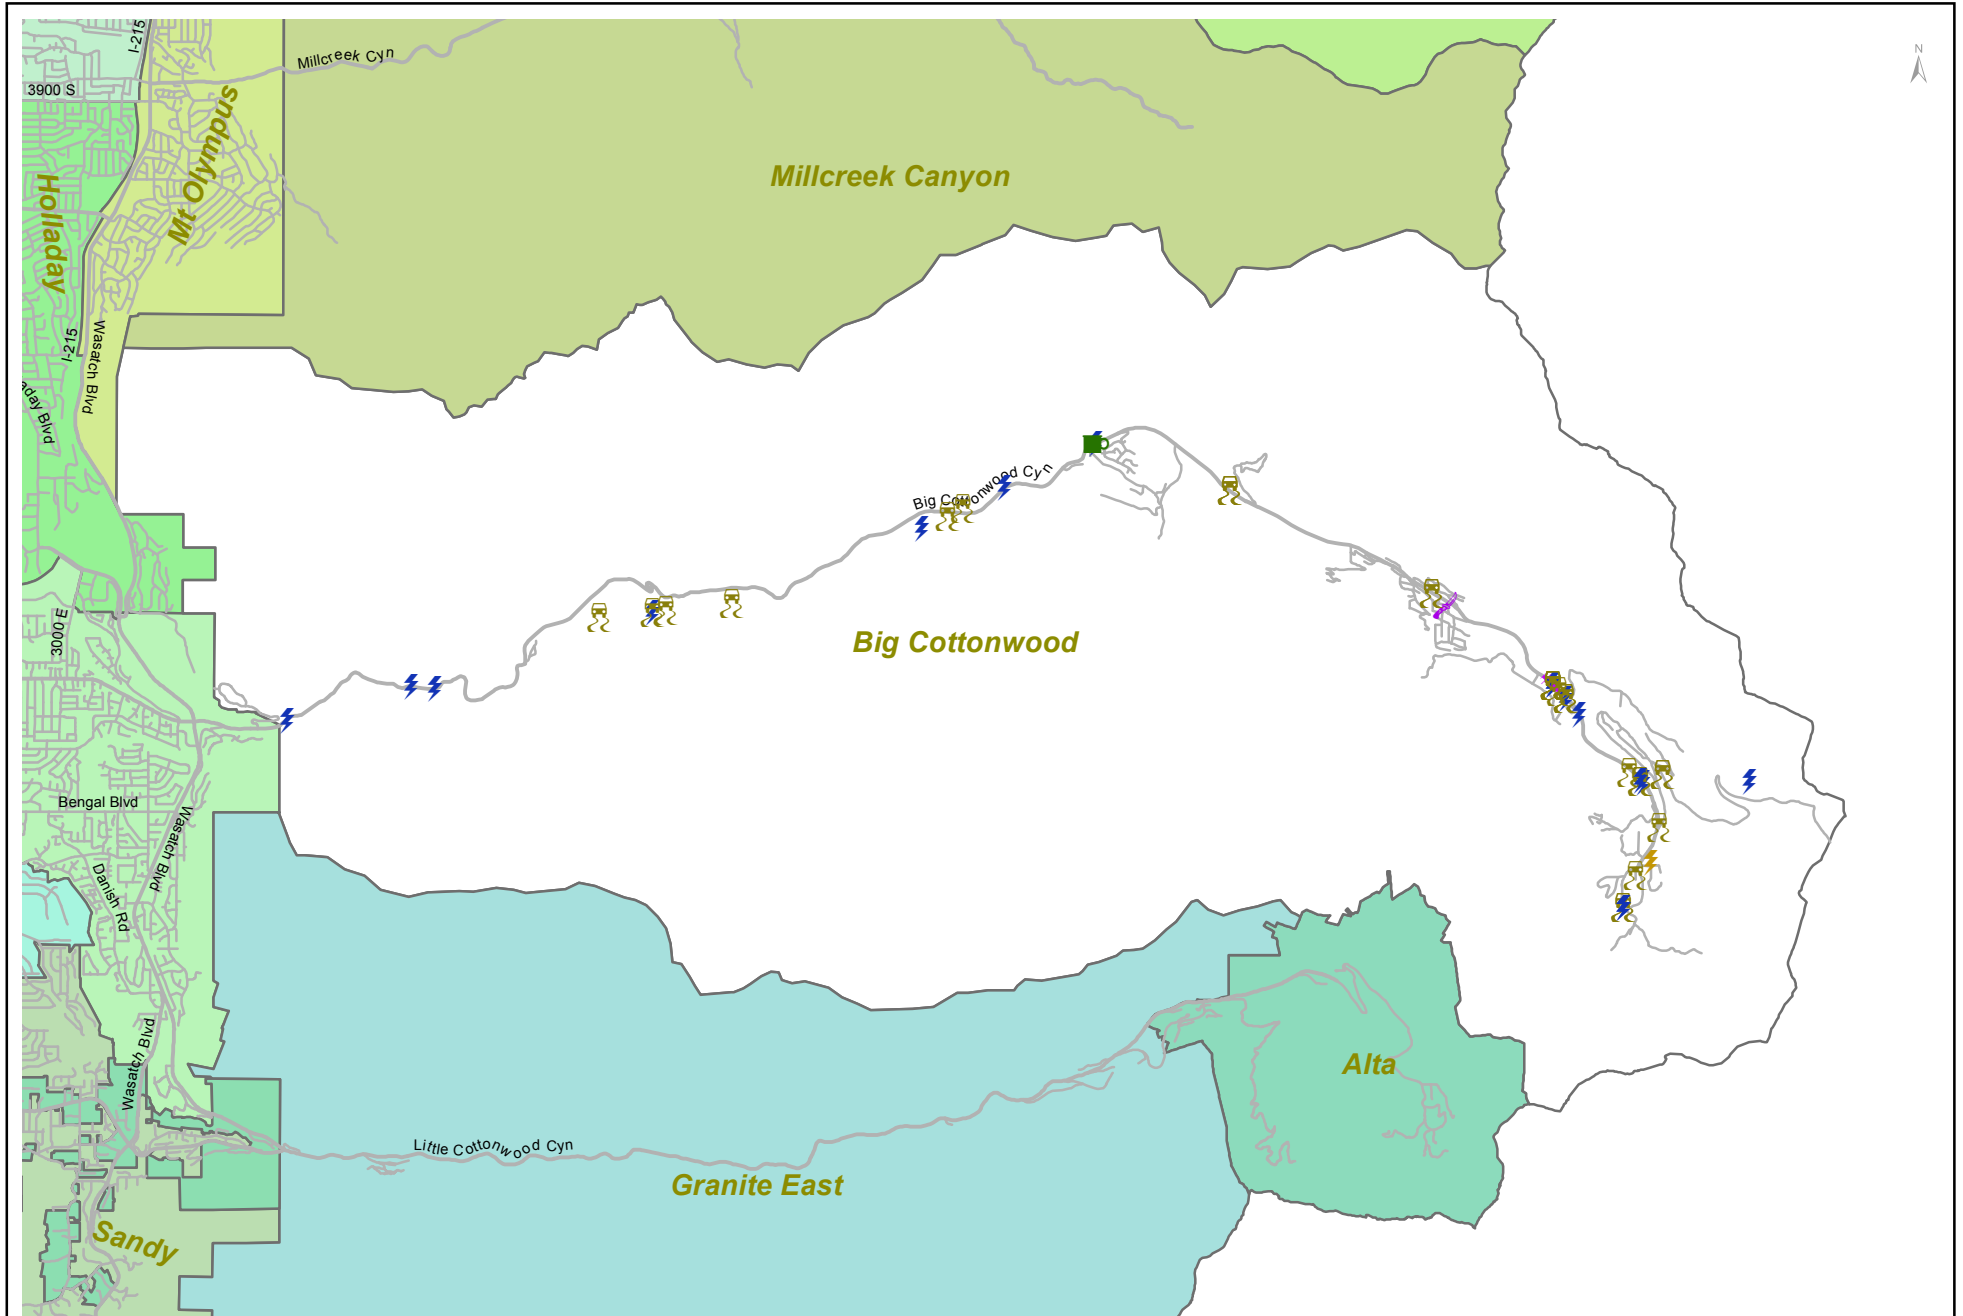 N
I-215
Millcreek Cyn
3900 S
Mt Olympus
Holladay
Millcreek Canyon
I-215
Wasatch Blvd
aday Blvd
Big Cottonwood Cyn
3000 E
Big Cottonwood
Bengal Blvd
Wasatch Blvd
Danish Rd
Wasatch Blvd
Alta
Little Cottonwood Cyn
Granite East
Sandy